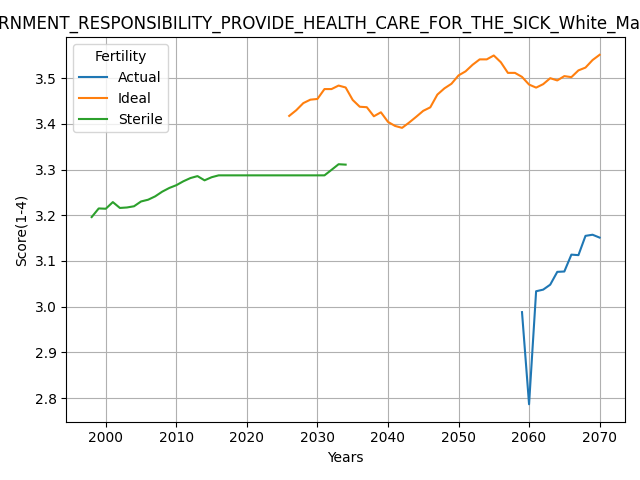 RNMENT_RESPONSIBILITY_PROVIDE_HEALTH_CARE_FOR_THE_SICK_White_Ma
Fertility
Actual
Ideal
Sterile
3.5
3.4
3.3
3.2
3.1
3.0
2.9
2.8
Score(1-4)
2000 2010 2020 2030 2040 2050 2060 2070
Years